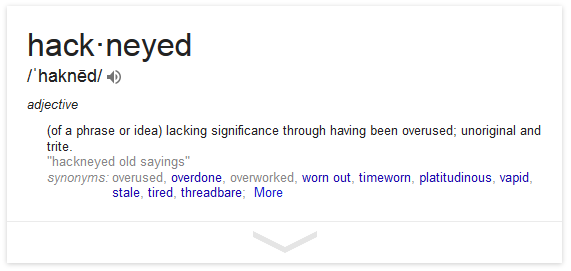 hack·neyed
/ˈhaknēd/
adjective
(of a phrase or idea) lacking significance through having been overused; unoriginal and
trite.
"hackneyed old sayings"
synonyms: overused, overdone, overworked, worn out, timeworn, platitudinous, vapid,
stale, tired, threadbare; More